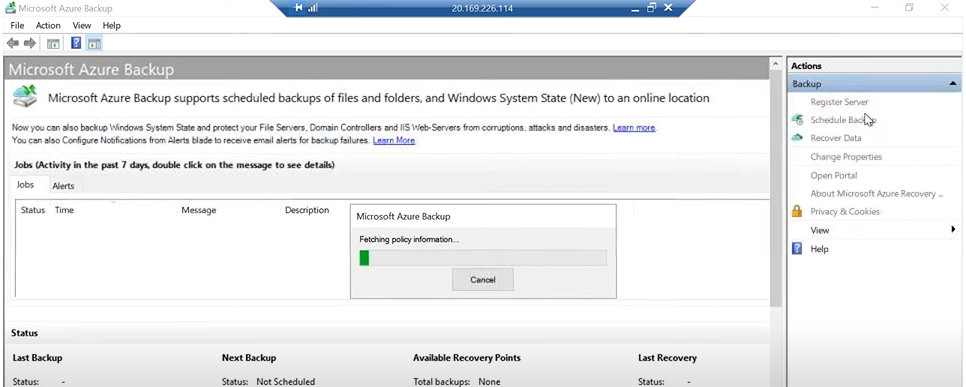 Microsoft Azure Backup
20.169.226.114
File Action View Help
Microsoft Azure Backup
Microsoft Azure Backup supports scheduled backups of files and folders, and Windows System State (New) to an online location
Now you can also backup Windows System State and protect your File Servers, Domain Controllers and IIS Web-Servers from corruptions, attacks and disasters. Learn more.
You can also Configure Notifications from Alerts blade to receive email alerts for backup failures. Learn More.
Jobs (Activity in the past 7 days, double click on the message to see details)
Jobs Alerts
Status Time Message Description
Microsoft Azure Backup
Fetching policy information...
Cancel
Status
Last Backup Next Backup Available Recovery Points Last Recovery
Status: - Status: Not Scheduled Total backups: None Status: -
Actions
Backup
Register Server
Schedule Backup
Recover Data
Change Properties
Open Portal
About Microsoft Azure Recovery ...
Privacy & Cookies
View
Help